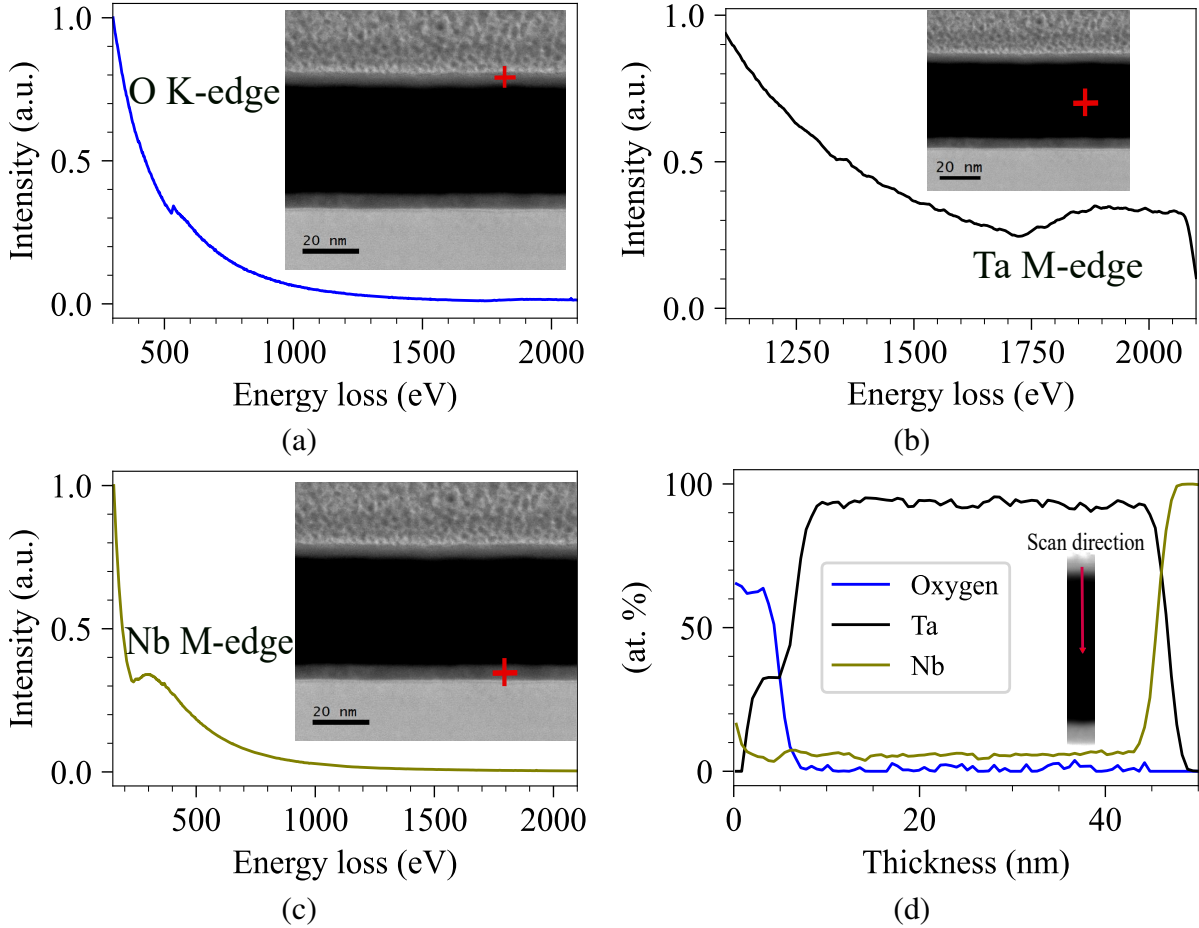 1.0
0.5
0.0
Intensity (a.u.)
O K-edge
20 nm
500 1000 1500 2000
Energy loss (eV)
(a)
1.0
0.5
0.0
Intensity (a.u.)
Ta M-edge
20 nm
1250 1500 1750 2000
Energy loss (eV)
(b)
1.0
0.5
0.0
Intensity (a.u.)
Nb M-edge
20 nm
500 1000 1500 2000
Energy loss (eV)
(c)
100
50
0
(at. %)
Scan direction
Oxygen
Ta
Nb
0 20 40
Thickness (nm)
(d)